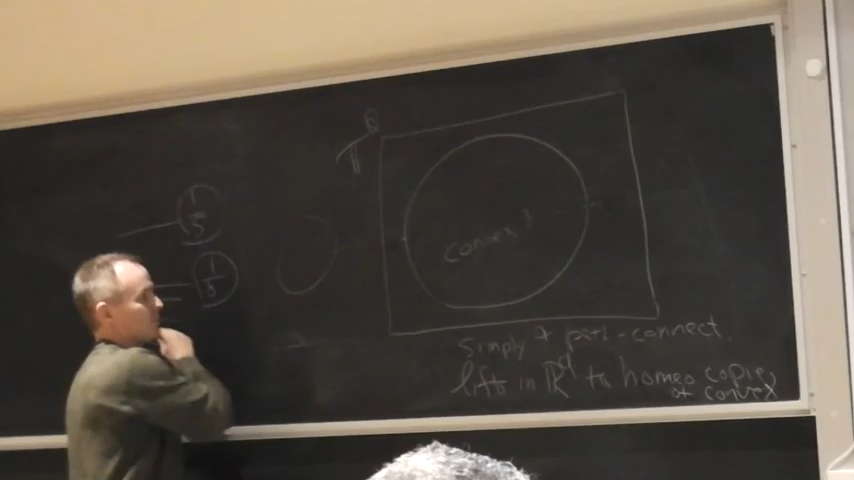 1
5
1
5
T
convex!
Simply & path-connect.
lifts in R^d to homeo copies
of convex